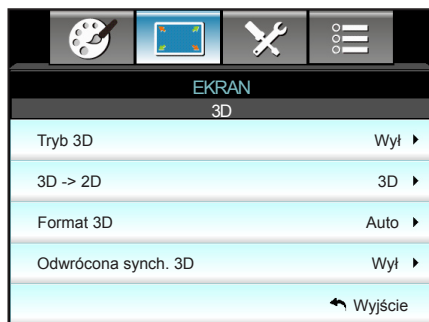 EKRAN
3D
Tryb 3D Wył
3D -> 2D 3D
Format 3D Auto
Odwrócona synch. 3D Wył
Wyjście